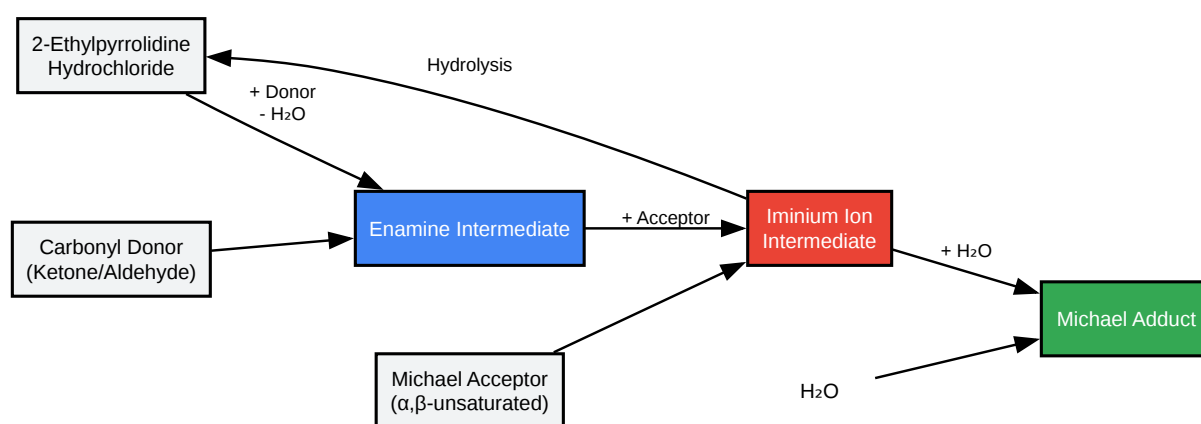 2-Ethylpyrrolidine
Hydrochloride
Hydrolysis
+ Donor
- H₂O
Carbonyl Donor
(Ketone/Aldehyde)
Enamine Intermediate
+ Acceptor
Iminium Ion
Intermediate
+ H₂O
Michael Adduct
Michael Acceptor
(α,β-unsaturated)
H₂O